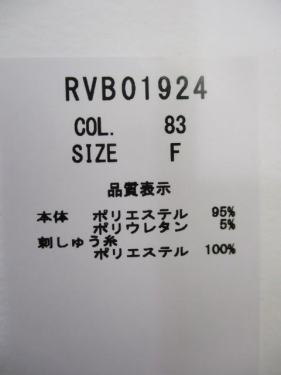 RVB01924
COL. 83
SIZE F
品質表示
本体 ポリエステル 95%
ポリウレタン 5%
刺しゅう糸
ポリエステル 100%